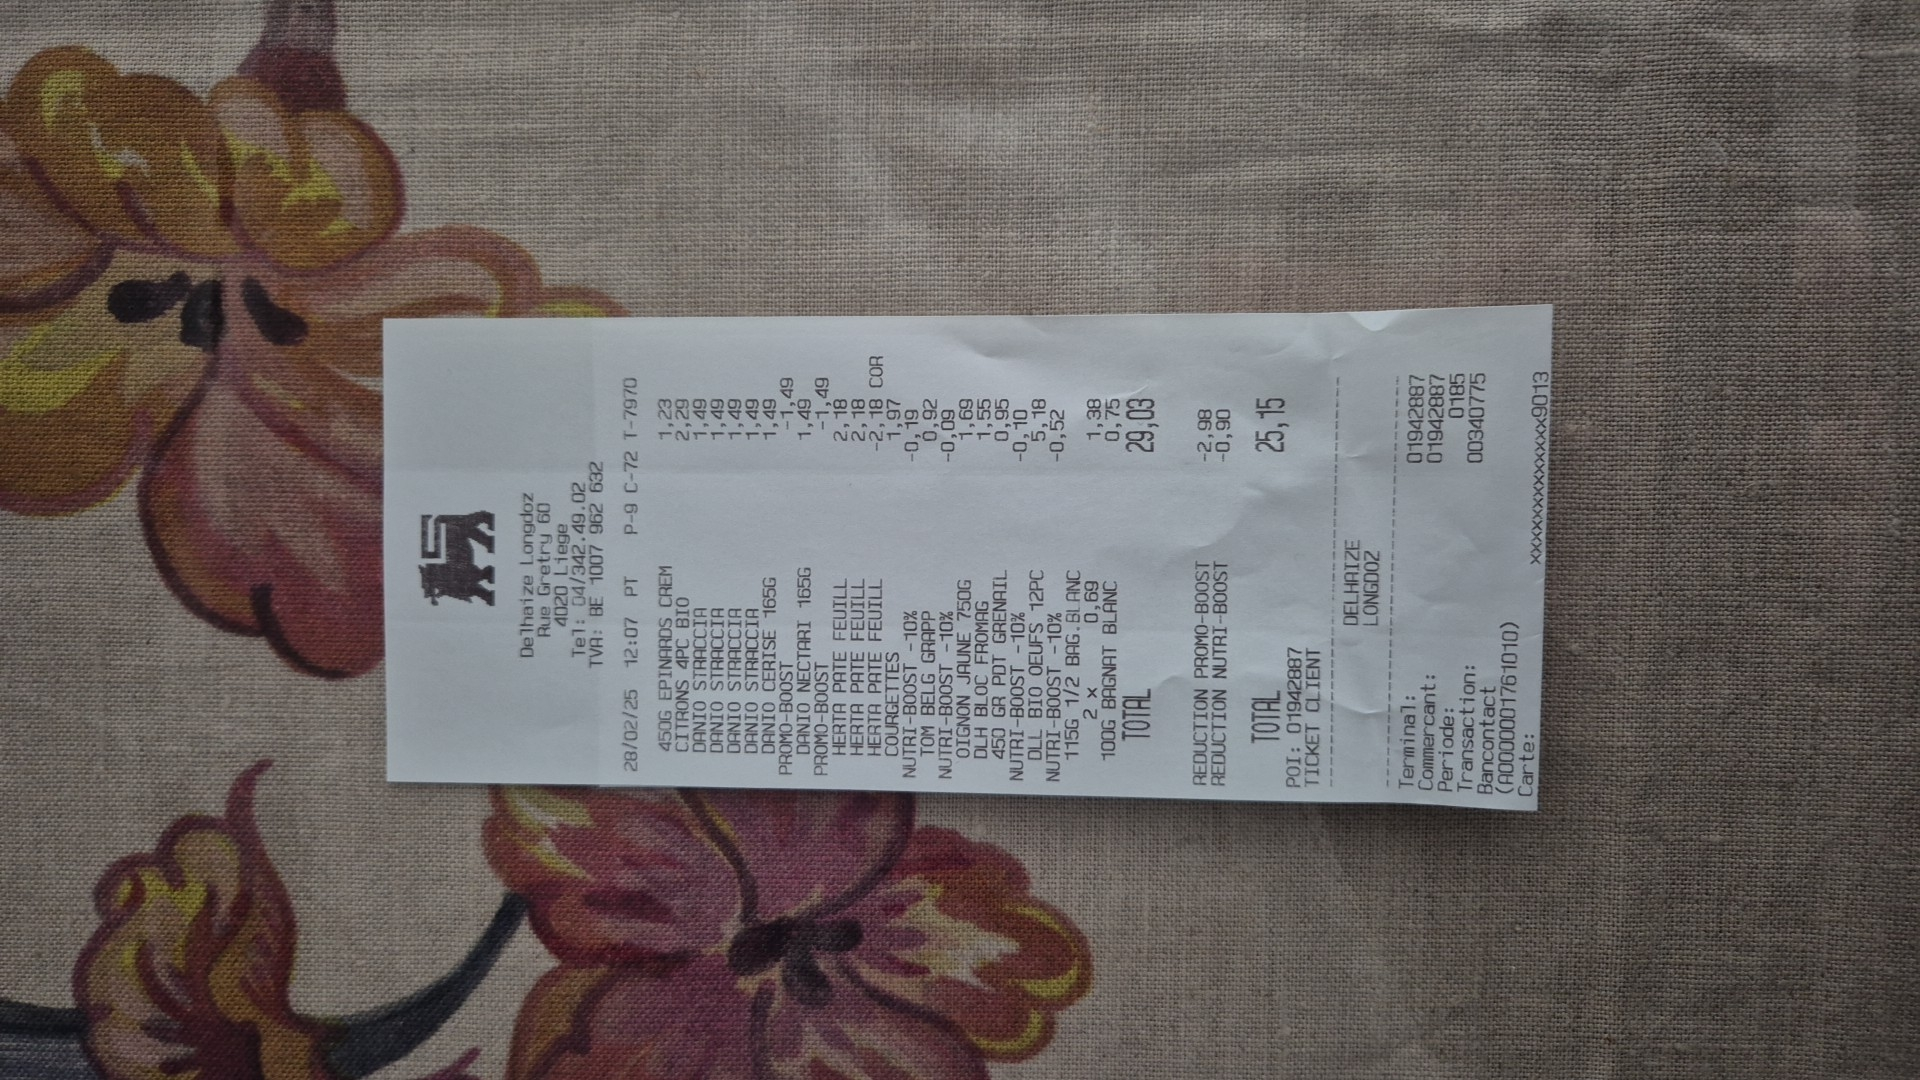 Delhaize Longdoz
Rue Gretry 60
4020 Liege
Tel: 04/342.49.02
TVA: BE 1007 962 632
28/02/25 12:07 PT P-9 C-72 T-7970
450G EPINARDS CREM 1,23
CITRONS 4PC BIO 2,29
DANIO STRACCIA 1,49
DANIO STRACCIA 1,49
DANIO STRACCIA 1,49
DANIO STRACCIA 1,49
DANIO CERISE 165G 1,49
PROMO-BOOST -1,49
DANIO NECTARI 165G 1,49
PROMO-BOOST -1,49
HERTA PATE FEUILL 2,18
HERTA PATE FEUILL 2,18
HERTA PATE FEUILL -2,18 COR
COURGETTES 1,97
NUTRI-BOOST -10% -0,19
TOM BELG GRAPP 0,92
NUTRI-BOOST -10% -0,09
OIGNON JAUNE 750G 1,69
DLH BLOC FROMAG 1,55
450 GR PDT GRENAIL 0,95
NUTRI-BOOST -10% -0,10
DLL BIO OEUFS 12PC 5,18
NUTRI-BOOST -10% -0,52
115G 1/2 BAG.BLANC
2 x 0,69 1,38
100G BAGNAT BLANC 0,75
TOTAL 29,03
REDUCTION PROMO-BOOST -2,98
REDUCTION NUTRI-BOOST -0,90
TOTAL 25,15
POI: 01942887
TICKET CLIENT
DELHAIZE
LONGDOZ
Terminal: 01942887
Commercant: 01942887
Periode: 0185
Transaction: 00340775
Bancontact
(A0000001761010)
Carte: xxxxxxxxxxxxxxx9013